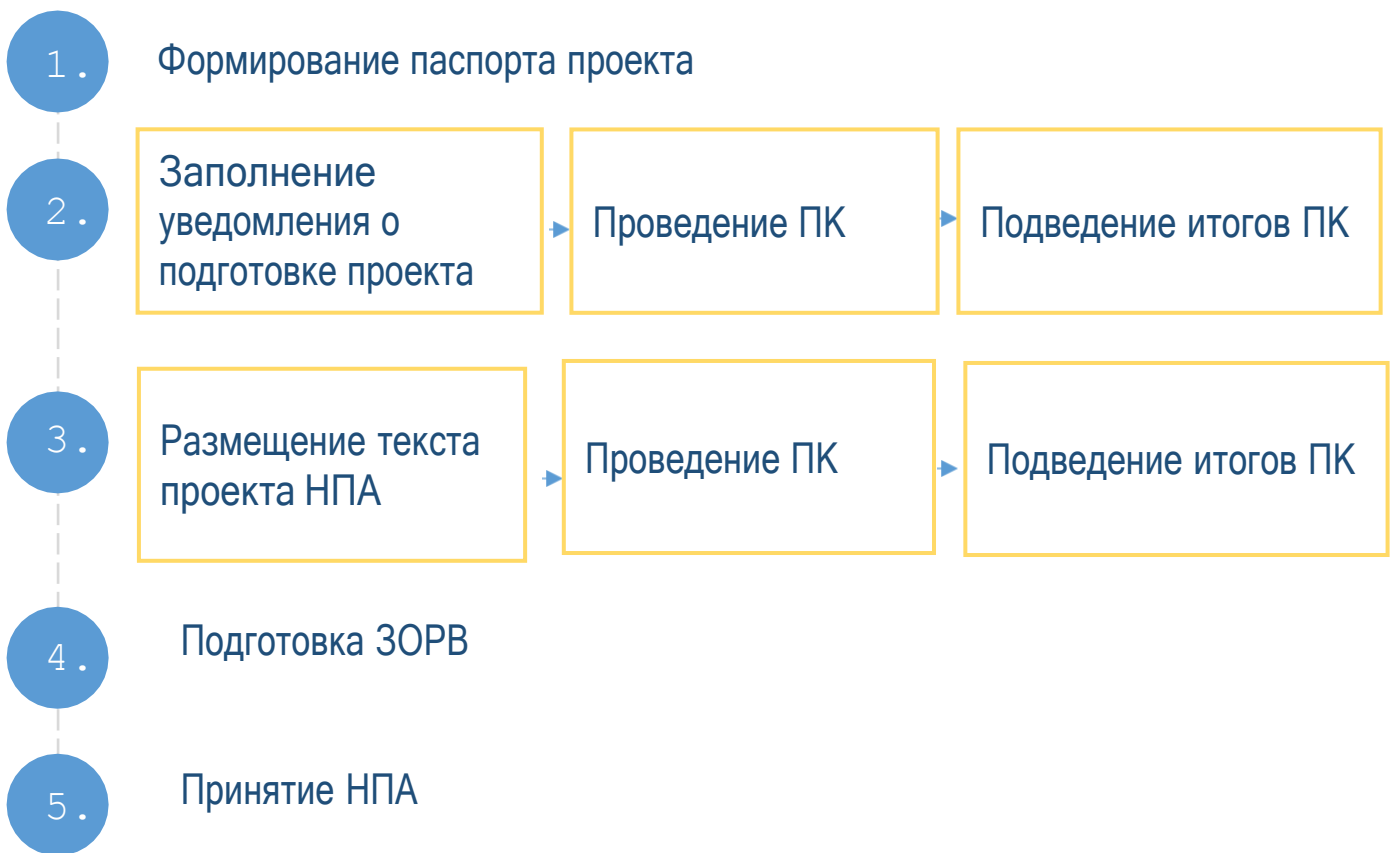 1.
Формирование паспорта проекта
2.
Заполнение
уведомления о
подготовке проекта
Проведение ПК
Подведение итогов ПК
3.
Размещение текста
проекта НПА
Проведение ПК
Подведение итогов ПК
4.
Подготовка ЗОРВ
5.
Принятие НПА